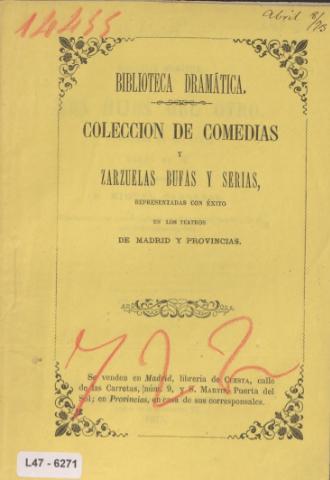 14455
Abril 8/93
BIBLIOTECA DRAMÁTICA.
COLECCION DE COMEDIAS
Y
ZARZUELAS BUFAS Y SERIAS,
REPRESENTADAS CON ÉXITO
EN LOS TEATROS
DE MADRID Y PROVINCIAS.
722
Se venden en Madrid, librería de CUESTA, calle
de las Carretas, núm. 9, y S. MARTIN, Puerta del
Sol; en Provincias, en casa de sus corresponsales.
L47 - 6271